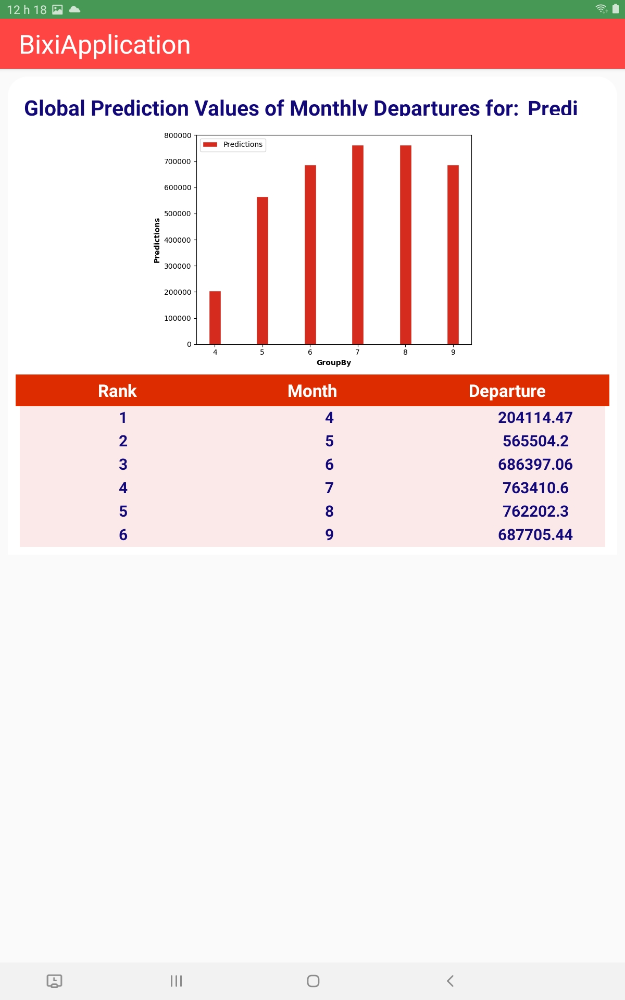 12 h 18
BixiApplication
Global Prediction Values of Monthly Departures for: Predi
800000
Predictions
700000
600000
500000
400000
300000
200000
100000
0
Predictions
4 5 6 7 8 9
GroupBy
Rank Month Departure
1 4 204114.47
2 5 565504.2
3 6 686397.06
4 7 763410.6
5 8 762202.3
6 9 687705.44